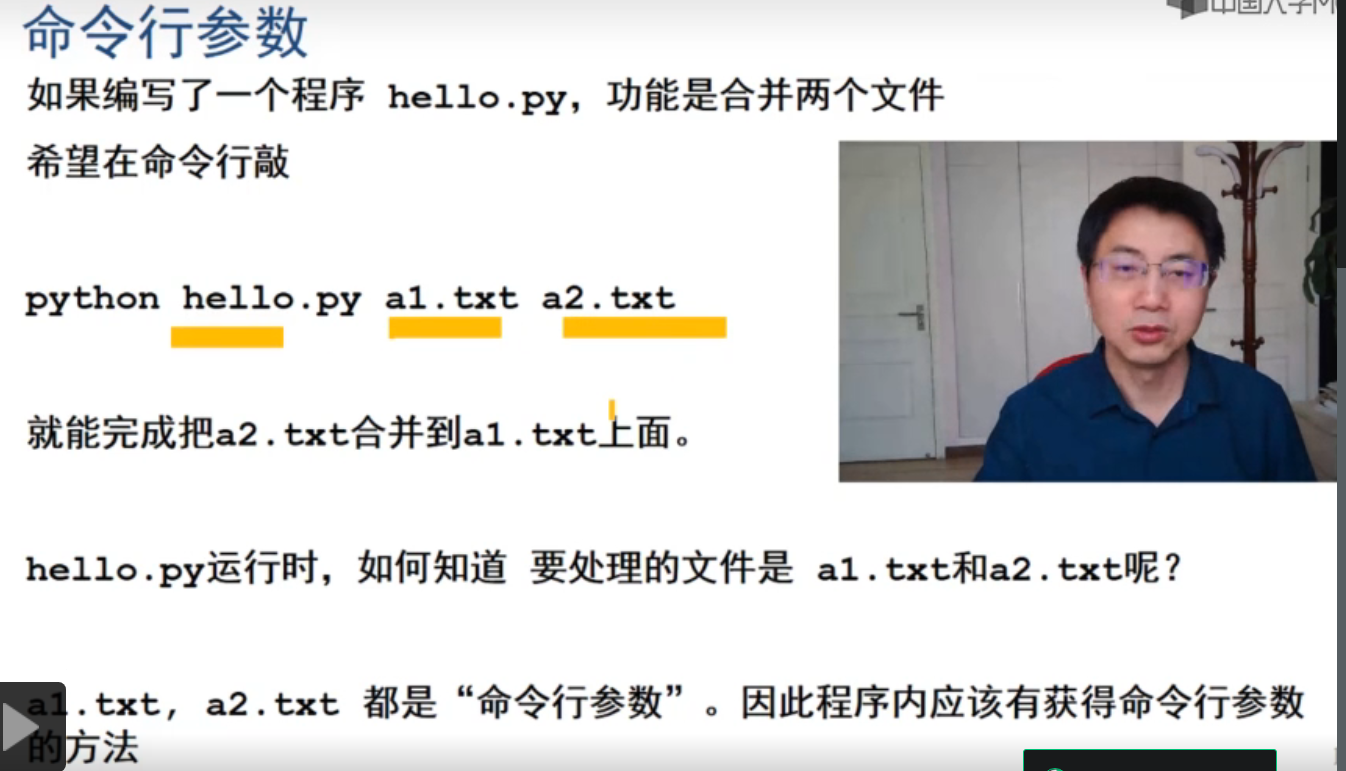 中国大学M
命令行参数
如果编写了一个程序 hello.py，功能是合并两个文件
希望在命令行敲
python hello.py a1.txt a2.txt
就能完成把a2.txt合并到a1.txt上面。
hello.py运行时，如何知道 要处理的文件是 a1.txt和a2.txt呢？
a1.txt, a2.txt 都是“命令行参数”。因此程序内应该有获得命令行参数
的方法